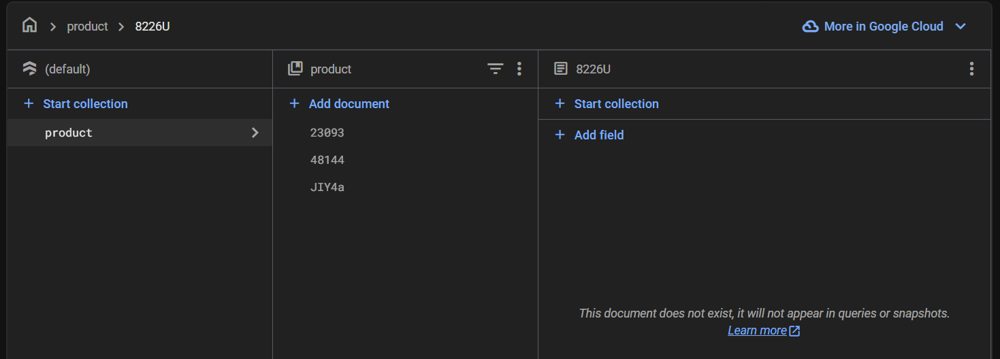 product
8226U
More in Google Cloud
(default)
product
8226U
Start collection
Add document
Start collection
product
23093
Add field
48144
JIY4a
This document does not exist, it will not appear in queries or snapshots.
Learn more